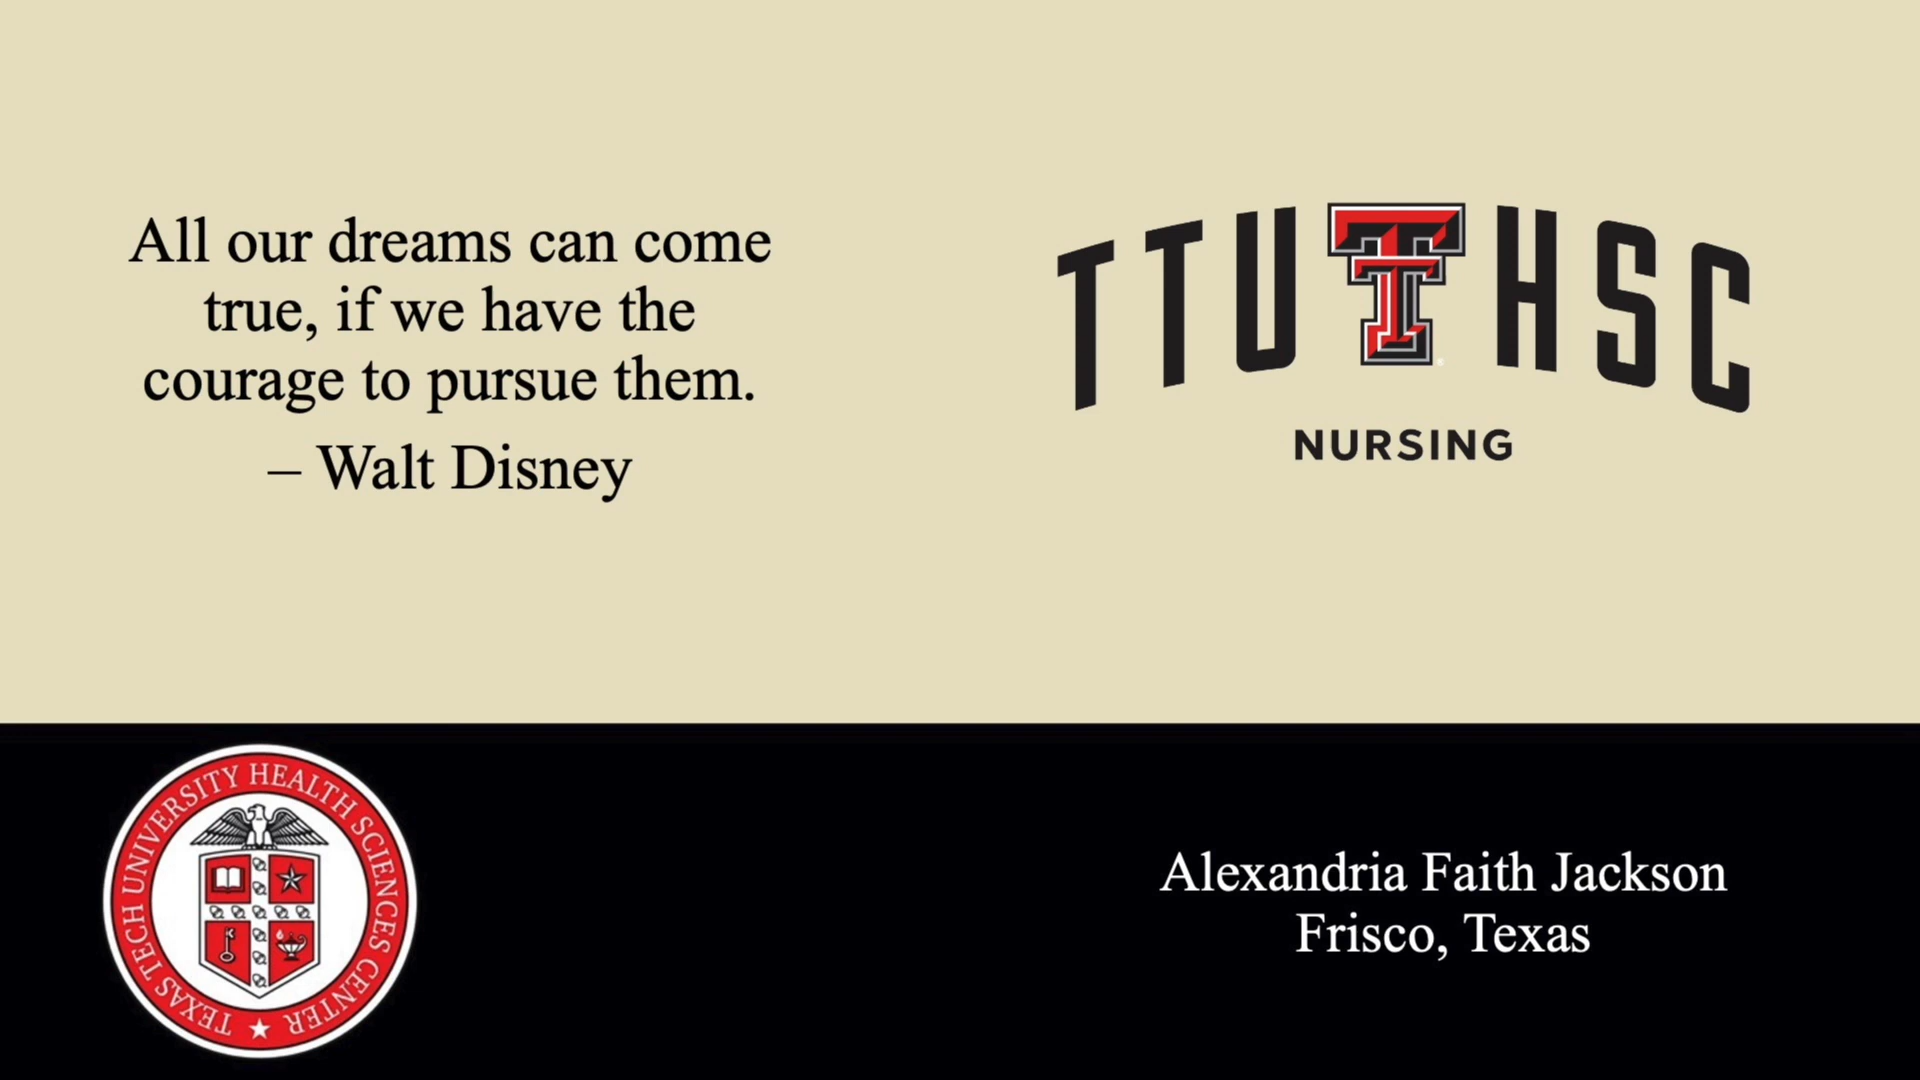 All our dreams can come
true, if we have the
courage to pursue them.
– Walt Disney
TTU HSC
NURSING
TEXAS TECH UNIVERSITY HEALTH SCIENCES CENTER
Alexandria Faith Jackson
Frisco, Texas